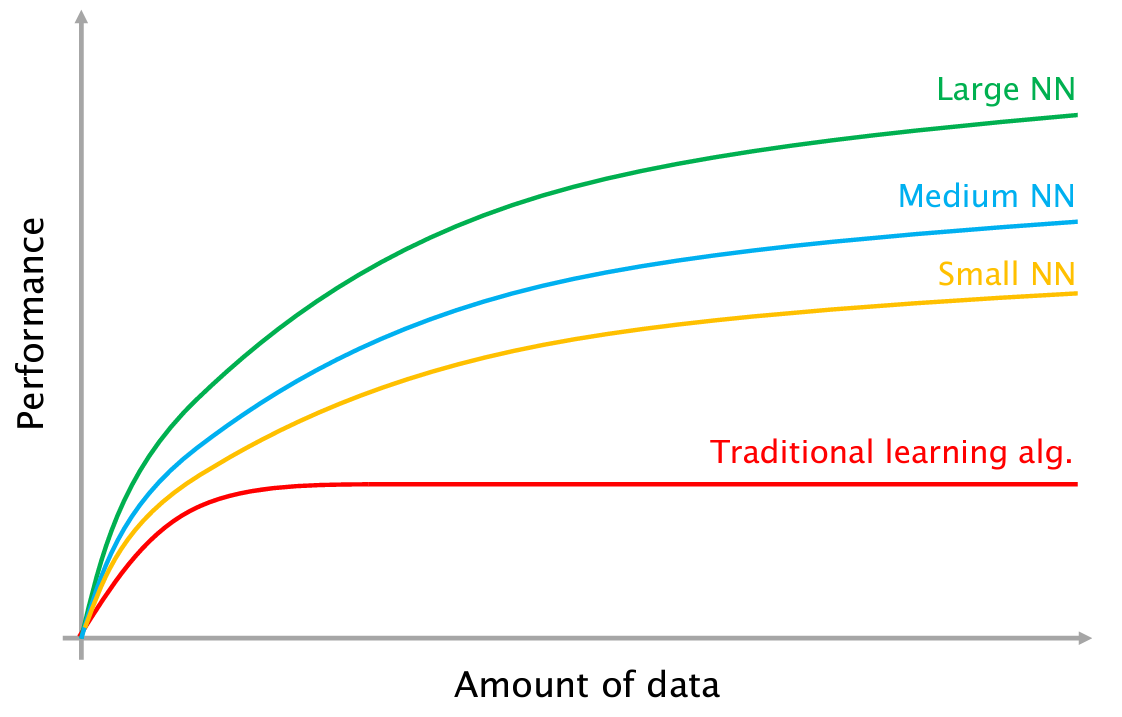 Large NN
Medium NN
Small NN
Traditional learning alg.
Performance
Amount of data